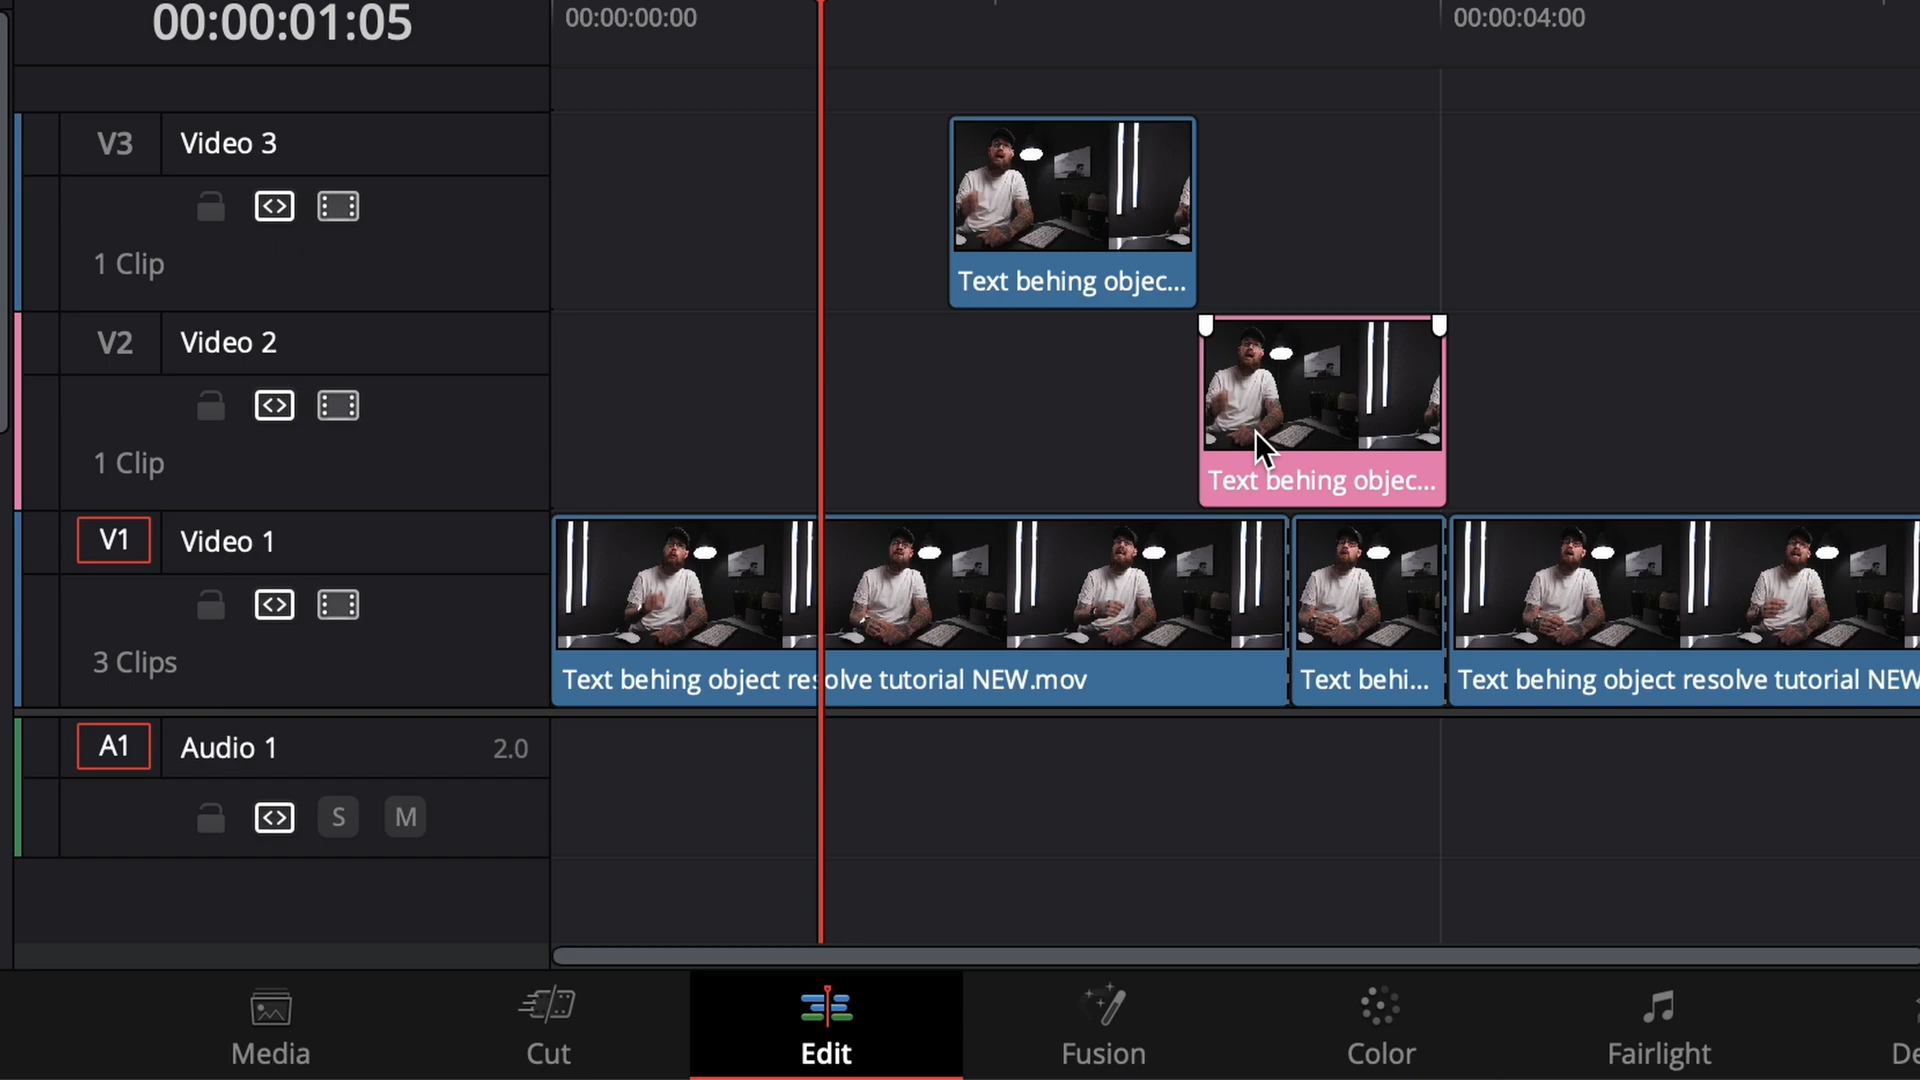 00:00:01:05
00:00:00:00
00:00:04:00
V3 Video 3
1 Clip
Text behing objec...
V2 Video 2
1 Clip
Text behing objec...
V1 Video 1
3 Clips
Text behing object resolve tutorial NEW.mov
Text behi...
Text behing object resolve tutorial NEW
A1 Audio 1 2.0
S M
Media
Cut
Edit
Fusion
Color
Fairlight
De